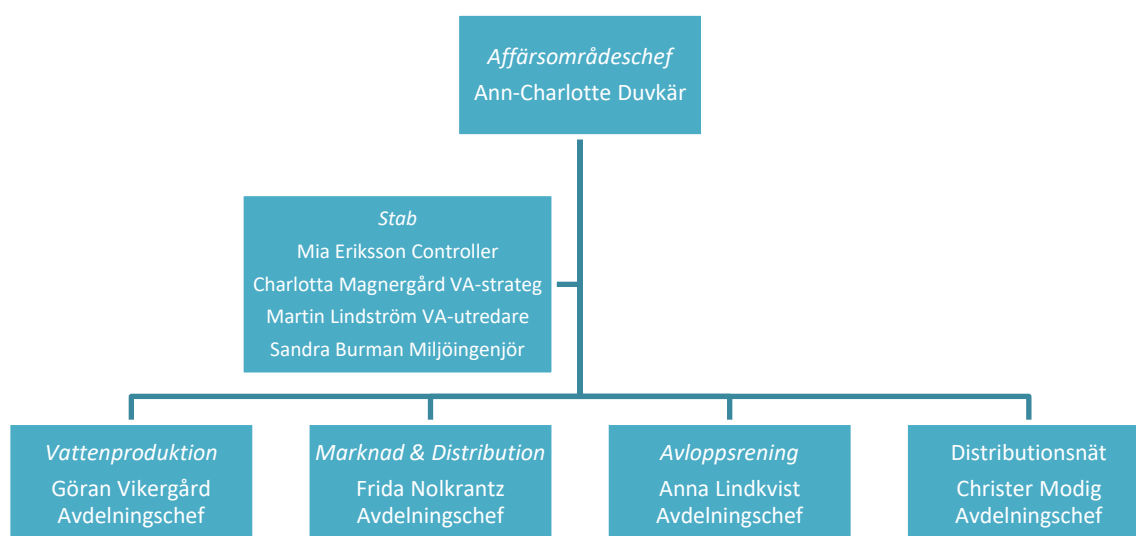 Affärsområdeschef
Ann-Charlotte Duvkär
Stab
Mia Eriksson Controller
Charlotta Magnergård VA-strateg
Martin Lindström VA-utredare
Sandra Burman Miljöingenjör
Vattenproduktion
Göran Vikergård
Avdelningschef
Marknad & Distribution
Frida Nolkrantz
Avdelningschef
Avloppsrening
Anna Lindkvist
Avdelningschef
Distributionsnät
Christer Modig
Avdelningschef